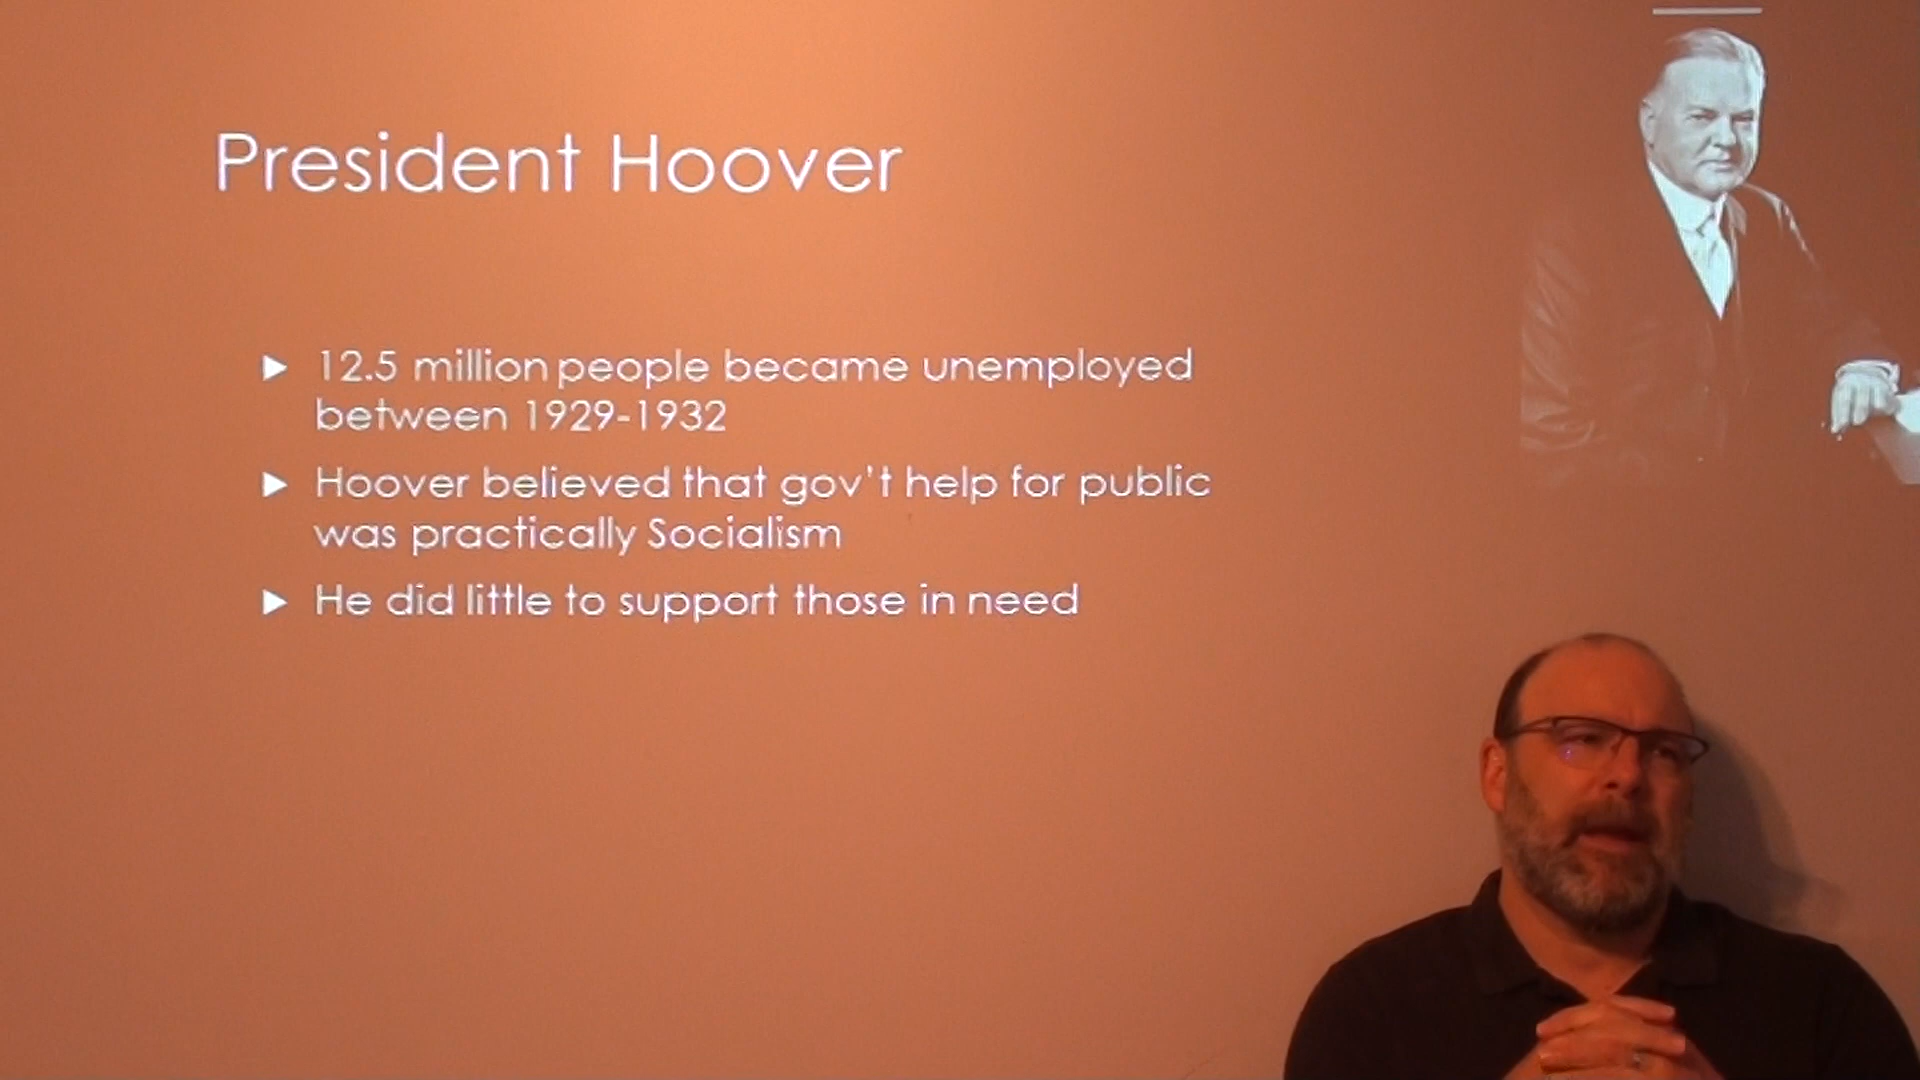 President Hoover
► 12.5 million people became unemployed
between 1929-1932
► Hoover believed that gov't help for public
was practically Socialism
► He did little to support those in need